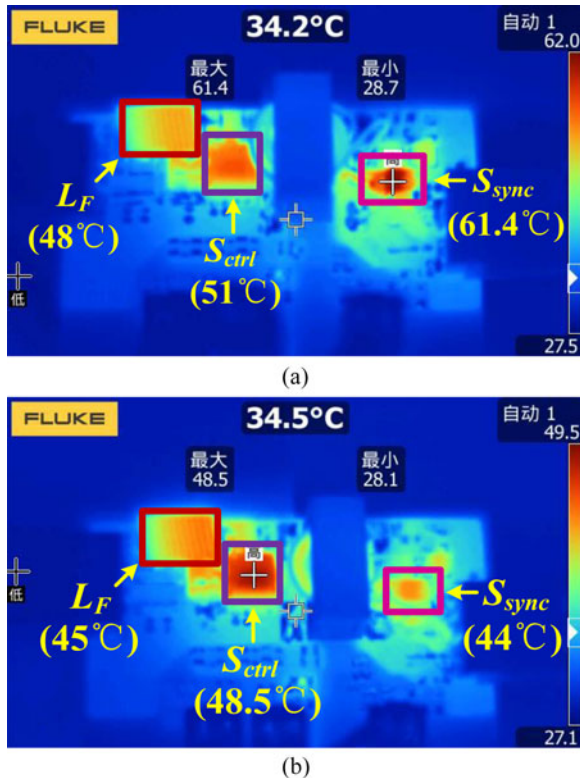 FLUKE
34.2°C
自动 1
62.0
最大
61.4
最小
28.7
高
L_F
(48℃)
S_ctrl
(51℃)
S_sync
(61.4℃)
低
27.5
(a)
FLUKE
34.5°C
自动 1
49.5
最大
48.5
最小
28.1
高
低
L_F
(45℃)
S_ctrl
(48.5℃)
S_sync
(44℃)
27.1
(b)